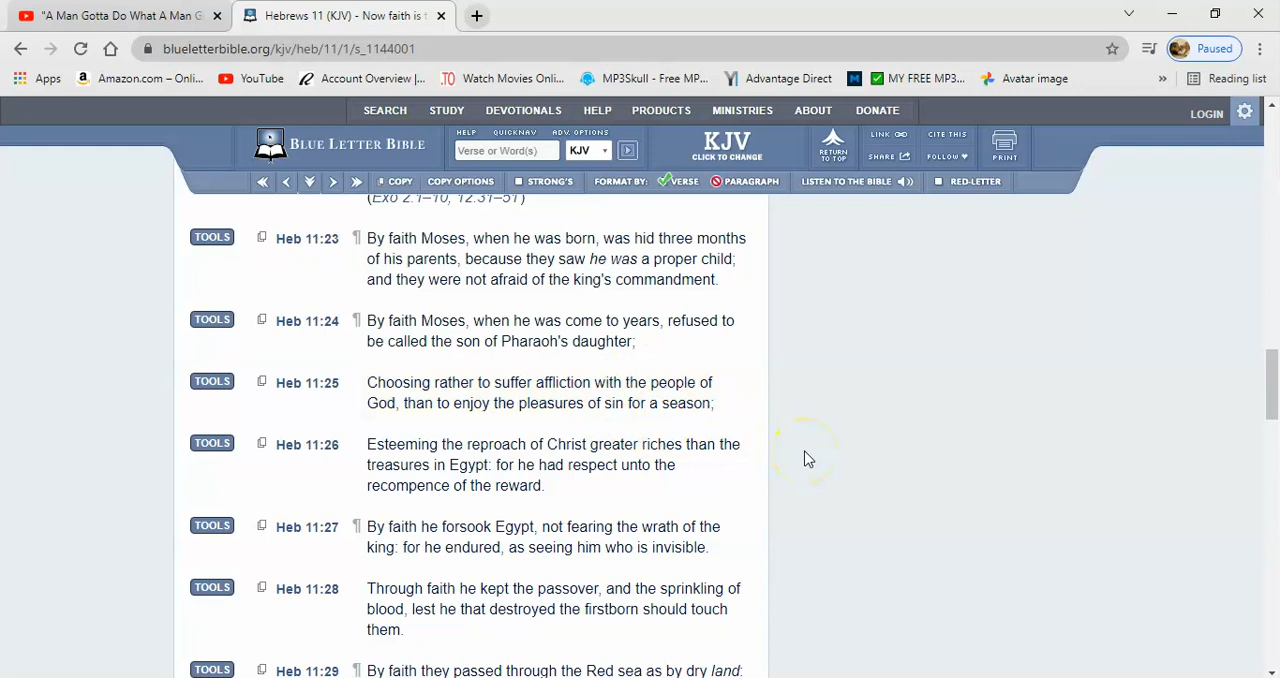 "A Man Gotta Do What A Man G
Hebrews 11 (KJV) - Now faith is t
blueletterbible.org/kjv/heb/11/1/s_1144001
Paused
Apps
Amazon.com – Onli...
YouTube
Account Overview |...
Watch Movies Onli...
MP3Skull - Free MP...
Advantage Direct
MY FREE MP3...
Avatar image
»
Reading list
SEARCH STUDY DEVOTIONALS HELP PRODUCTS MINISTRIES ABOUT DONATE
LOGIN
BLUE LETTER BIBLE
HELP QUICKNAV ADV. OPTIONS
Verse or Word(s)
KJV
KJV
CLICK TO CHANGE
RETURN
TO TOP
LINK
CITE THIS
SHARE
FOLLOW
PRINT
COPY COPY OPTIONS STRONG'S FORMAT BY: VERSE PARAGRAPH LISTEN TO THE BIBLE RED-LETTER
(Exo 2.1–10, 12.31–51)
TOOLS Heb 11:23 ¶ By faith Moses, when he was born, was hid three months
of his parents, because they saw he was a proper child;
and they were not afraid of the king's commandment.
TOOLS Heb 11:24 ¶ By faith Moses, when he was come to years, refused to
be called the son of Pharaoh's daughter;
TOOLS Heb 11:25 Choosing rather to suffer affliction with the people of
God, than to enjoy the pleasures of sin for a season;
TOOLS Heb 11:26 Esteeming the reproach of Christ greater riches than the
treasures in Egypt: for he had respect unto the
recompence of the reward.
TOOLS Heb 11:27 ¶ By faith he forsook Egypt, not fearing the wrath of the
king: for he endured, as seeing him who is invisible.
TOOLS Heb 11:28 Through faith he kept the passover, and the sprinkling of
blood, lest he that destroyed the firstborn should touch
them.
TOOLS Heb 11:29 ¶ By faith they passed through the Red sea as by dry land: